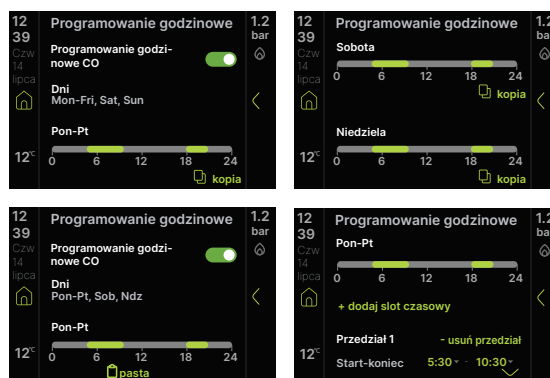 12
39
Czw
14
lipca
12°C
Programowanie godzinowe
Programowanie godzi-
nowe CO
Dni
Mon-Fri, Sat, Sun
Pon-Pt
0 6 12 18 24
kopia
1.2
bar
12
39
Czw
14
lipca
12°C
Programowanie godzinowe
Sobota
0 6 12 18 24
kopia
Niedziela
0 6 12 18 24
kopia
1.2
bar
12
39
Czw
14
lipca
12°C
Programowanie godzinowe
Programowanie godzi-
nowe CO
Dni
Pon-Pt, Sob, Ndz
Pon-Pt
0 6 12 18 24
pasta
1.2
bar
12
39
Czw
14
lipca
12°C
Programowanie godzinowe
Pon-Pt
0 6 12 18 24
+ dodaj slot czasowy
Przedział 1 - usuń przedział
Start-koniec 5:30 - 10:30
1.2
bar